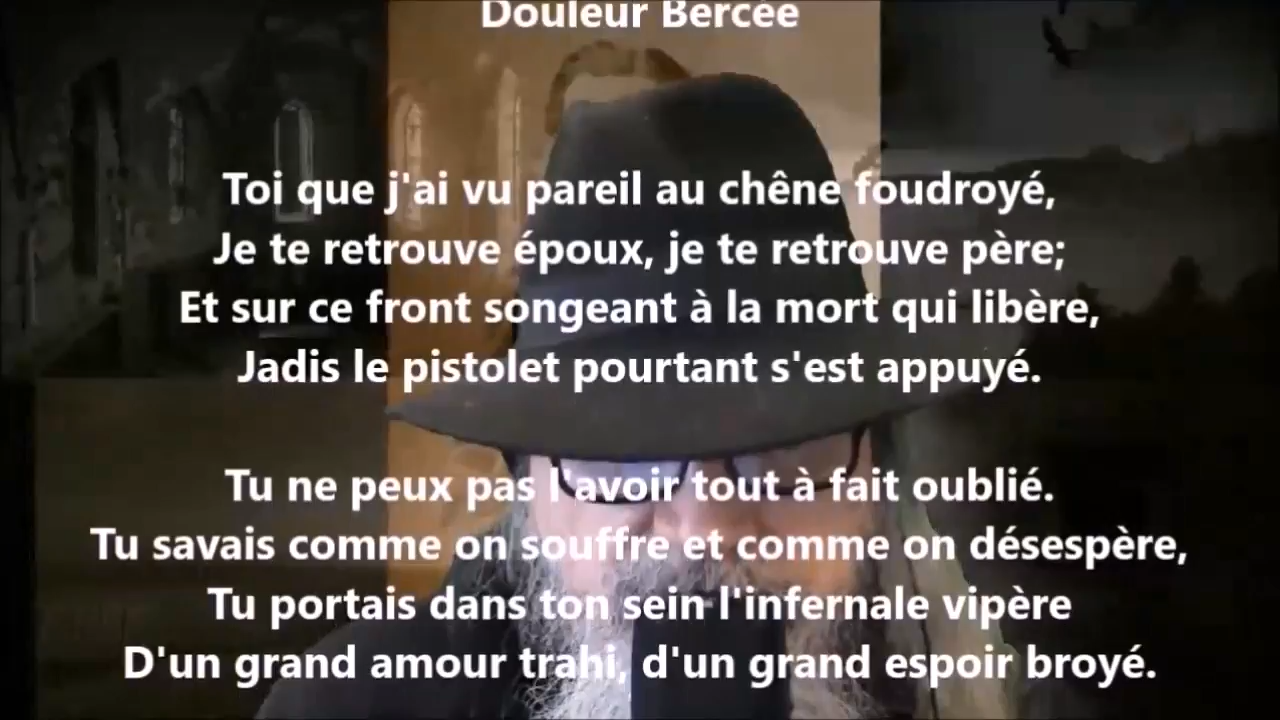 Douleur Bercée
Toi que j'ai vu pareil au chêne foudroyé,
Je te retrouve époux, je te retrouve père;
Et sur ce front songeant à la mort qui libère,
Jadis le pistolet pourtant s'est appuyé.
Tu ne peux pas l'avoir tout à fait oublié.
Tu savais comme on souffre et comme on désespère,
Tu portais dans ton sein l'infernale vipère
D'un grand amour trahi, d'un grand espoir broyé.